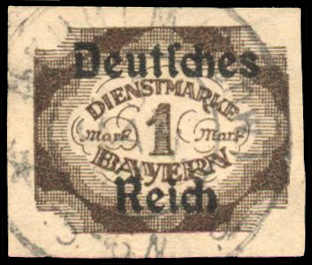 Deutsches
DIENSTMARKE
Mark 1 Mark
BAYERN
Reich